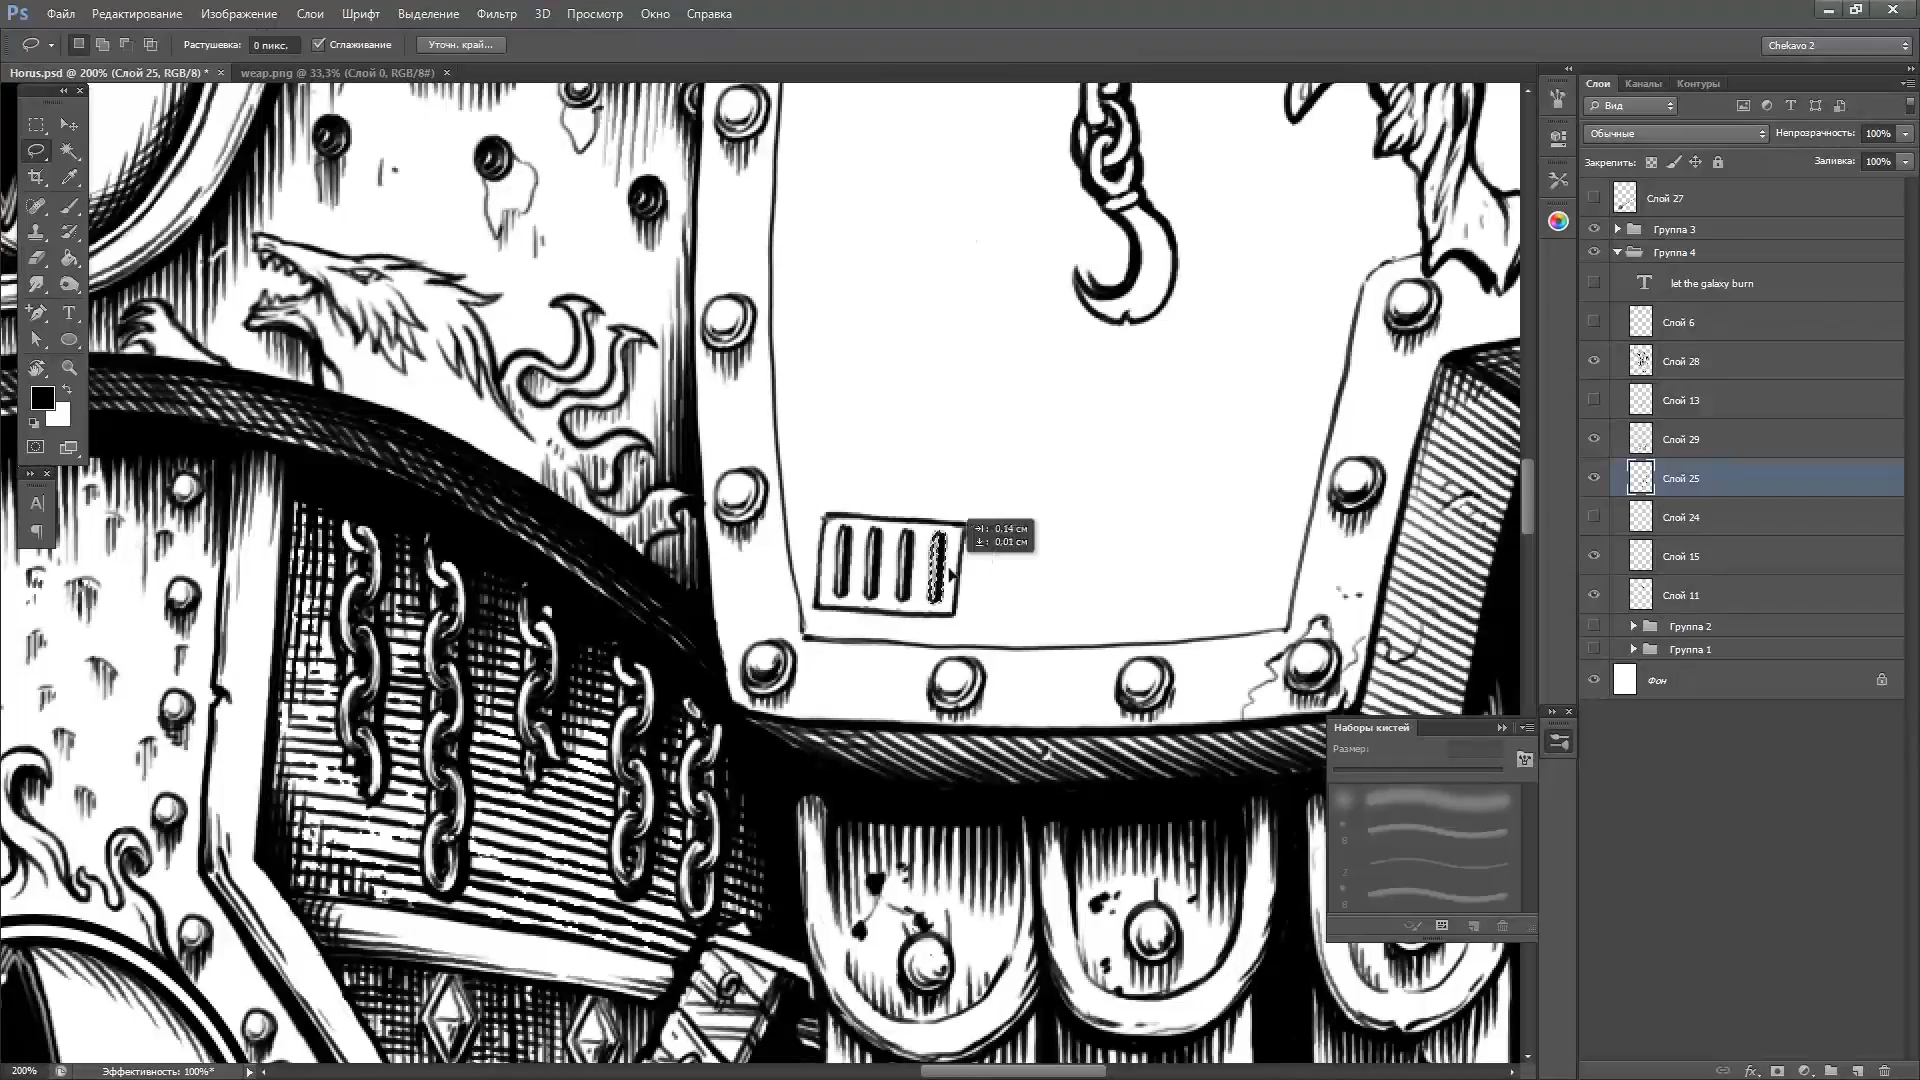 Ps Файл Редактирование Изображение Слои Шрифт Выделение Фильтр 3D Просмотр Окно Справка
Растушевка: 0 пикс. Сглаживание Уточн. край... Chekavo 2
Horus.psd @ 200% (Слой 25, RGB/8) * × weap.png @ 33,3% (Слой 0, RGB/8#) ×
Слои Каналы Контуры
Вид
Обычные Непрозрачность: 100%
Закрепить: Заливка: 100%
Слой 27
Группа 3
Группа 4
let the galaxy burn
Слой 6
Слой 28
Слой 13
Слой 29
Слой 25
Слой 24
Слой 15
Слой 11
Группа 2
Группа 1
Фон
: 0,14 см
: 0,01 см
Наборы кистей
Размер:
200% Эффективность: 100%*